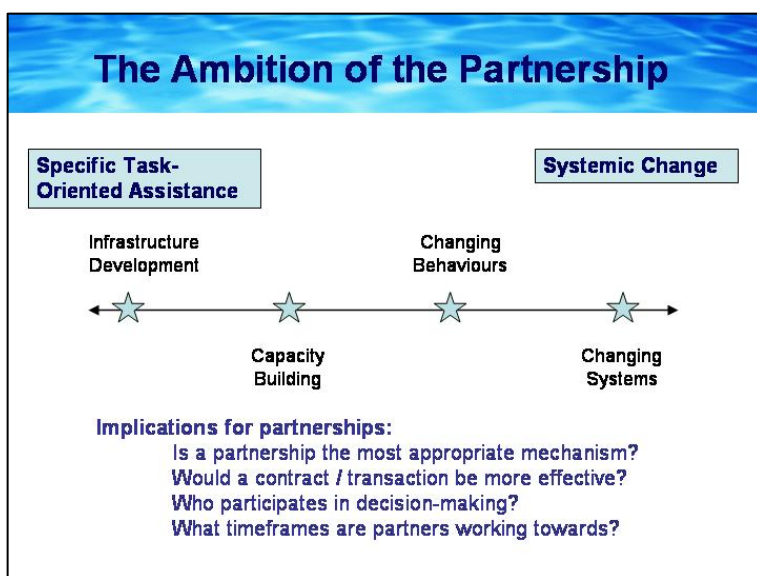 The Ambition of the Partnership
Specific Task-
Oriented Assistance
Systemic Change
Infrastructure
Development
Changing
Behaviours
Capacity
Building
Changing
Systems
Implications for partnerships:
Is a partnership the most appropriate mechanism?
Would a contract / transaction be more effective?
Who participates in decision-making?
What timeframes are partners working towards?